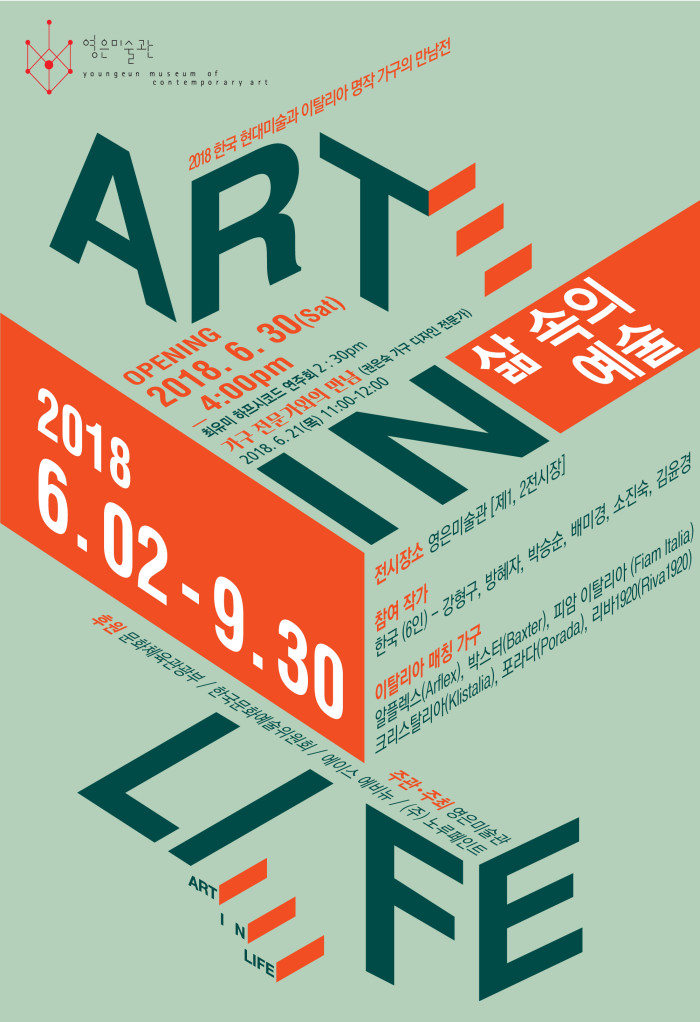 영은미술관
youngeun museum of
contemporary art
2018 한국 현대미술과 이탈리아 명작 가구의 만남전
ART
OPENING
2018. 6. 30(Sat)
4:00pm
최유미 하프시코드 연주회 2 : 30pm
가구 전문가와의 만남 (권은숙 가구 디자인 전문가)
2018. 6. 21(목) 11:00-12:00
삶 속의
예술
IN
2018
6.02-9.30
전시장소 영은미술관 [제1, 2전시장]
참여 작가
한국 (6인) – 강형구, 방혜자, 박승순, 배미경, 소진숙, 김윤경
이탈리아 매칭 가구
알플렉스(Arflex), 박스터(Baxter), 피암 이탈리아 (Fiam Italia)
크리스탈리아(Klistalia), 포라다(Porada), 리바1920(Riva1920)
후원 문화체육관광부 / 한국문화예술위원회 / 에이스 에비뉴 / (주) 노루페인트
주관·주최 영은미술관
LIFE
ART
IN
LIFE